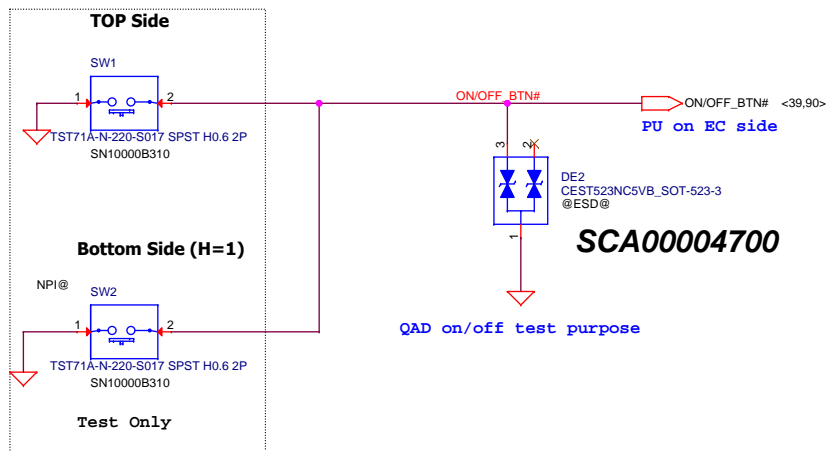 TOP Side
SW1
1
2
TST71A-N-220-S017 SPST H0.6 2P
SN10000B310
ON/OFF_BTN#
ON/OFF_BTN# <39,90>
PU on EC side
3
2
DE2
CEST523NC5VB_SOT-523-3
@ESD@
1
SCA00004700
Bottom Side (H=1)
NPI@
SW2
1
2
TST71A-N-220-S017 SPST H0.6 2P
SN10000B310
QAD on/off test purpose
Test Only